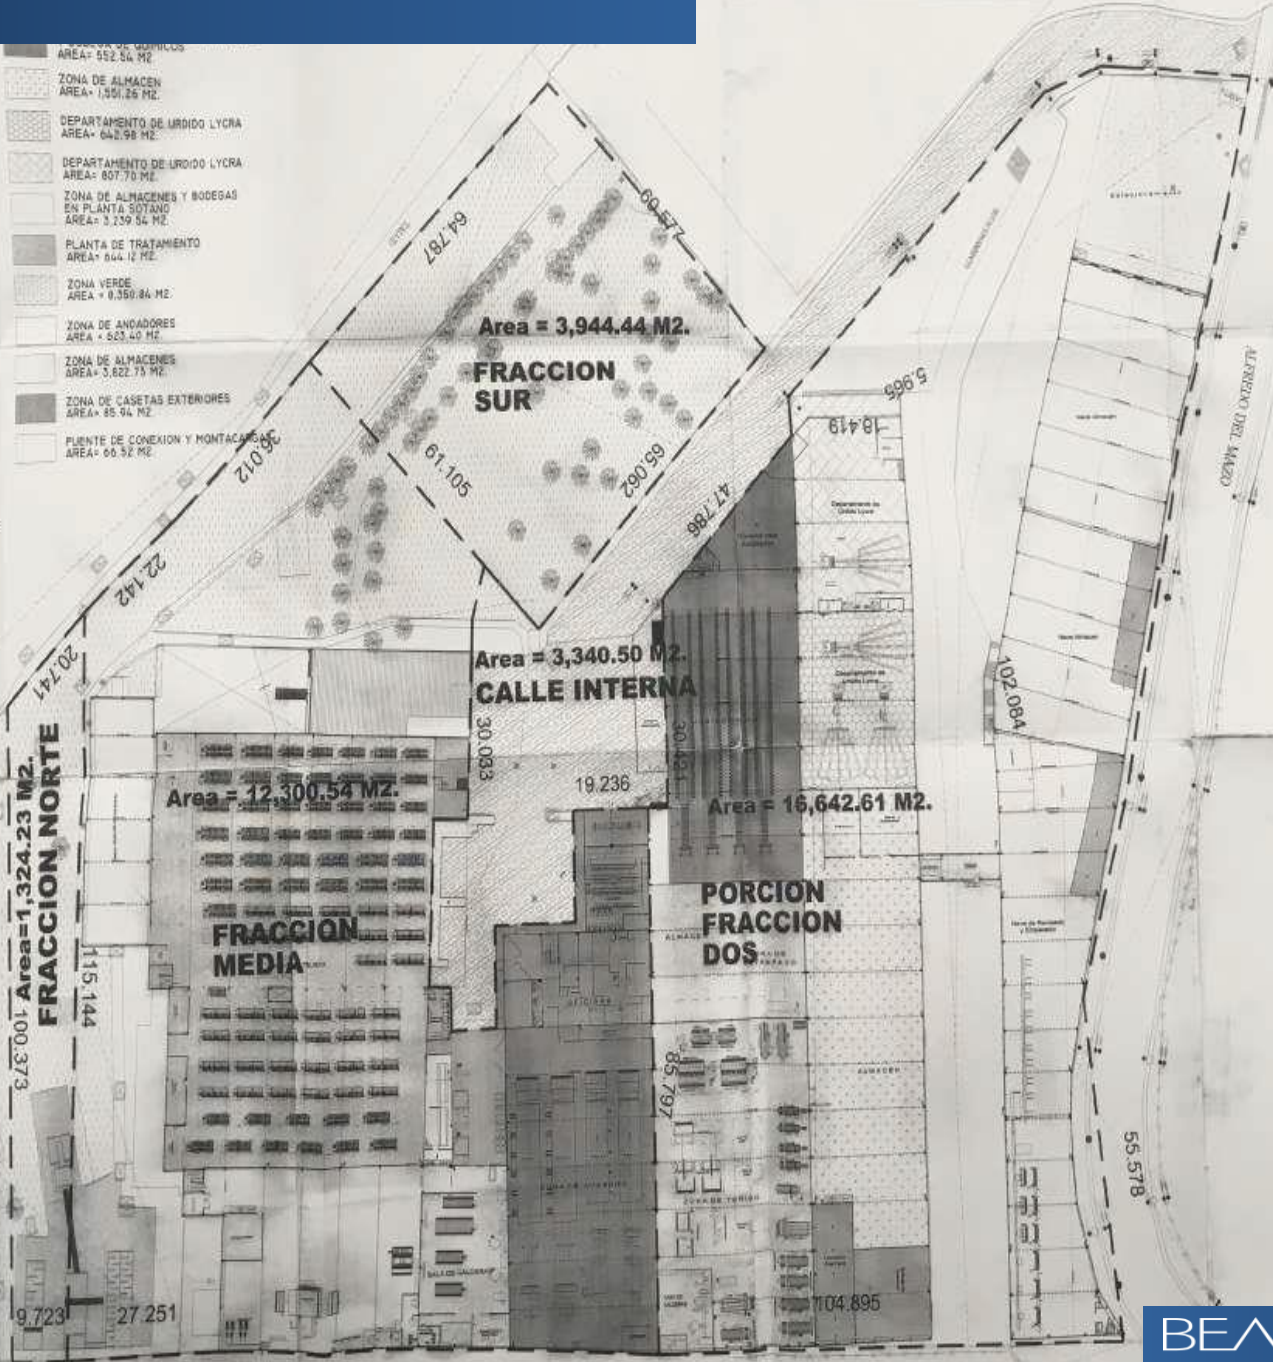 AREA= 552.54 M2.
ZONA DE ALMACEN
AREA= 1,551.26 M2.
DEPARTAMENTO DE URDIDO LYCRA
AREA= 642.98 M2.
DEPARTAMENTO DE URDIDO LYCRA
AREA= 807.70 M2.
ZONA DE ALMACENES Y BODEGAS
EN PLANTA SOTANO
AREA= 3,239.54 M2.
PLANTA DE TRATAMIENTO
AREA= 644.12 M2.
ZONA VERDE
AREA = 8,350.84 M2.
ZONA DE ANDADORES
AREA = 623.40 M2.
ZONA DE ALMACENES
AREA= 3,622.75 M2.
ZONA DE CASETAS EXTERIORES
AREA= 85.94 M2.
PUENTE DE CONEXION Y MONTACARGAS
AREA= 66.52 M2.
64.787
60.577
Area = 3,944.44 M2.
FRACCION
SUR
36.012
61.105
65.062
5.965
18.419
47.786
ALFREDO DEL MAZO
22.142
20.741
Area = 3,340.50 M2.
CALLE INTERNA
30.033
19.236
102.084
Area = 12,300.54 M2.
Area = 16,642.61 M2.
Area=1,324.23 M2.
FRACCION NORTE
FRACCION
MEDIA
PORCION
FRACCION
DOS
115.144
100.373
85.797
ALMACEN
ZONA DE TEÑIDO
SALA DE CALDERAS
55.578
9.723
27.251
104.895
BEA